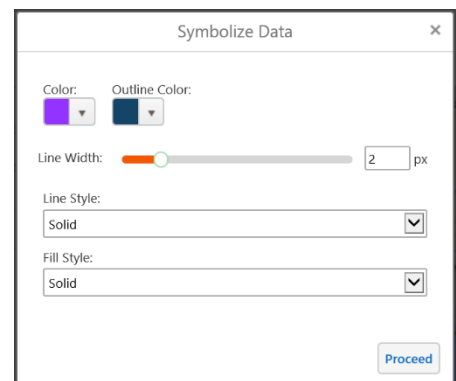 Symbolize Data ×
Color: Outline Color:
Line Width: 2 px
Line Style:
Solid
Fill Style:
Solid
Proceed